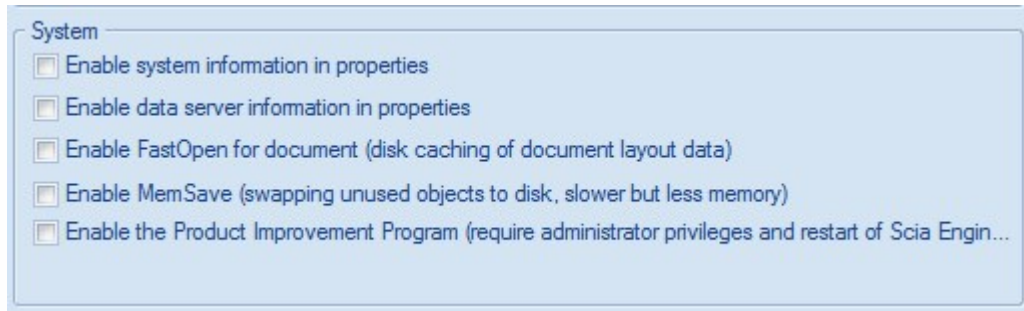 System
Enable system information in properties
Enable data server information in properties
Enable FastOpen for document (disk caching of document layout data)
Enable MemSave (swapping unused objects to disk, slower but less memory)
Enable the Product Improvement Program (require administrator privileges and restart of Scia Engin...